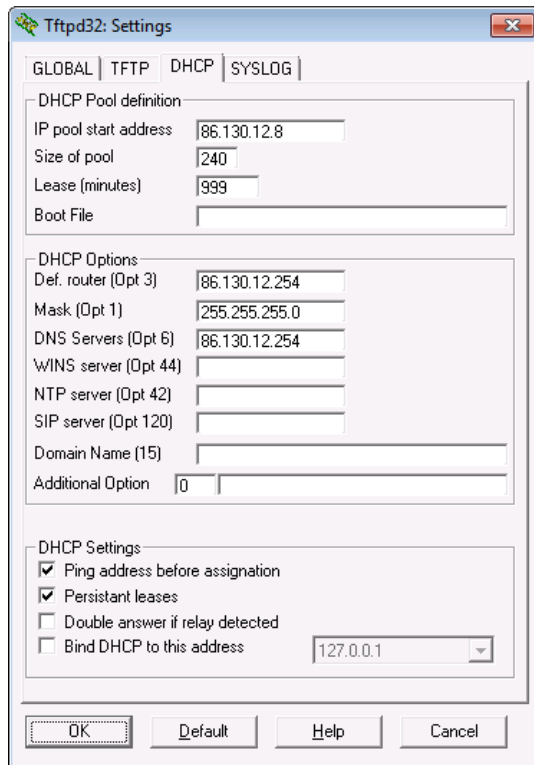 Tftpd32: Settings
GLOBAL TFTP DHCP SYSLOG
DHCP Pool definition
IP pool start address 86.130.12.8
Size of pool 240
Lease (minutes) 999
Boot File
DHCP Options
Def. router (Opt 3) 86.130.12.254
Mask (Opt 1) 255.255.255.0
DNS Servers (Opt 6) 86.130.12.254
WINS server (Opt 44)
NTP server (Opt 42)
SIP server (Opt 120)
Domain Name (15)
Additional Option 0
DHCP Settings
Ping address before assignation
Persistant leases
Double answer if relay detected
Bind DHCP to this address 127.0.0.1
OK Default Help Cancel